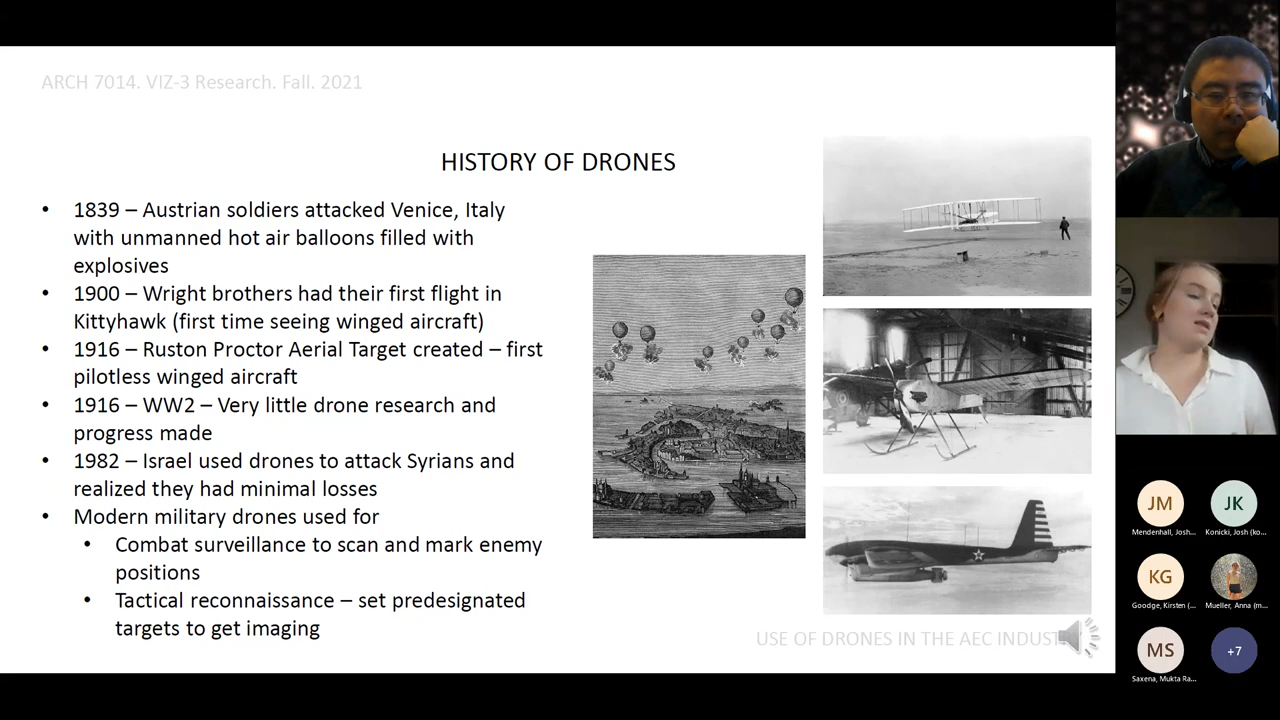 ARCH 7014. VIZ-3 Research. Fall. 2021
HISTORY OF DRONES
• 1839 – Austrian soldiers attacked Venice, Italy
with unmanned hot air balloons filled with
explosives
• 1900 – Wright brothers had their first flight in
Kittyhawk (first time seeing winged aircraft)
• 1916 – Ruston Proctor Aerial Target created – first
pilotless winged aircraft
• 1916 – WW2 – Very little drone research and
progress made
• 1982 – Israel used drones to attack Syrians and
realized they had minimal losses
• Modern military drones used for
• Combat surveillance to scan and mark enemy
positions
• Tactical reconnaissance – set predesignated
targets to get imaging
USE OF DRONES IN THE AEC INDUST
JM
Mendenhall, Josh...
JK
Konicki, Josh (ko...
KG
Goodge, Kirsten (...
Mueller, Anna (m...
MS
Saxena, Mukta Ra...
+7